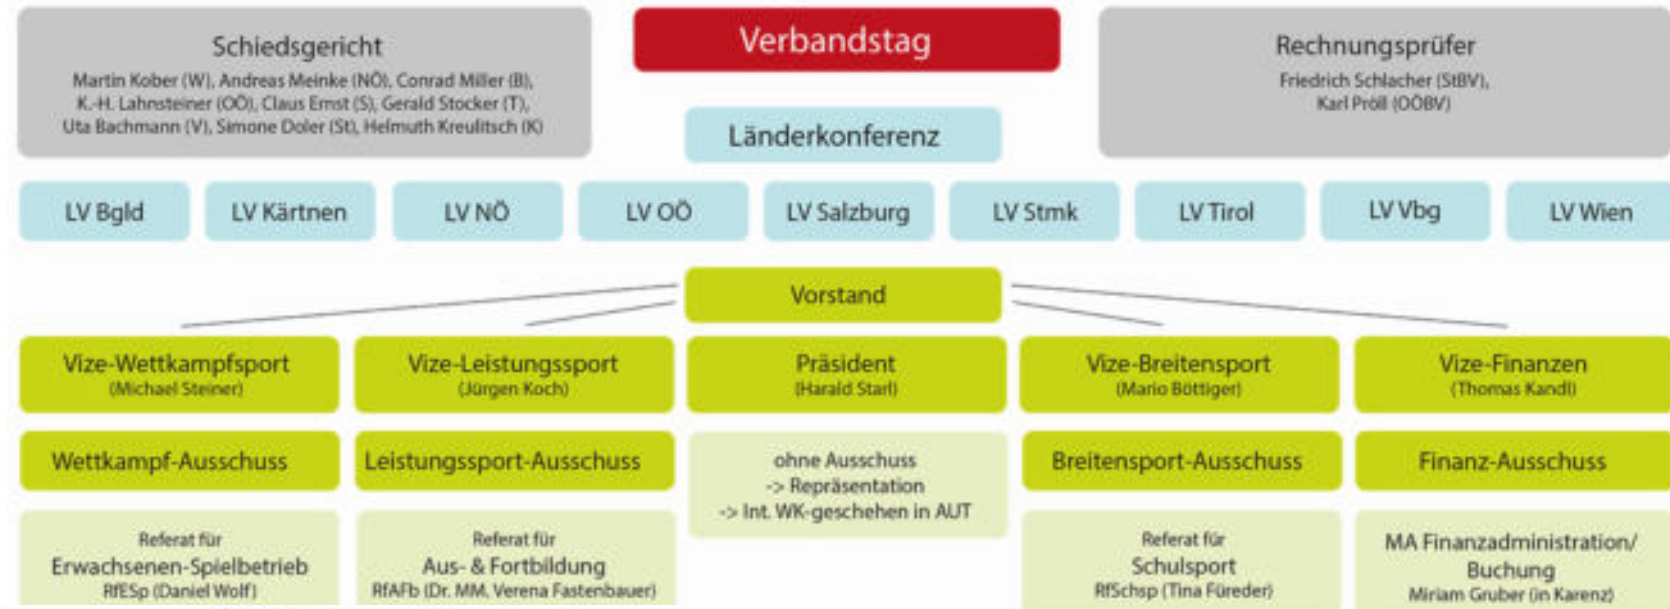 Schiedsgericht
Martin Kober (W), Andreas Meinke (NÖ), Conrad Miller (B),
K.-H. Lahnsteiner (OÖ), Claus Ernst (S), Gerald Stocker (T),
Uta Bachmann (V), Simone Doler (St), Helmuth Kreulitsch (K)
Verbandstag
Rechnungsprüfer
Friedrich Schlacher (StBV),
Karl Pröll (OÖBV)
Länderkonferenz
LV Bgld
LV Kärtnen
LV NÖ
LV OÖ
LV Salzburg
LV Stmk
LV Tirol
LV Vbg
LV Wien
Vorstand
Vize-Wettkampfsport
(Michael Steiner)
Vize-Leistungssport
(Jürgen Koch)
Präsident
(Harald Starl)
Vize-Breitensport
(Mario Böttiger)
Vize-Finanzen
(Thomas Kandl)
Wettkampf-Ausschuss
Leistungssport-Ausschuss
ohne Ausschuss
-> Repräsentation
-> Int. WK-geschehen in AUT
Breitensport-Ausschuss
Finanz-Ausschuss
Referat für
Erwachsenen-Spielbetrieb
RfESp (Daniel Wolf)
Referat für
Aus- & Fortbildung
RfAFb (Dr. MM. Verena Fastenbauer)
Referat für
Schulsport
RfSchsp (Tina Füreder)
MA Finanzadministration/
Buchung
Miriam Gruber (in Karenz)